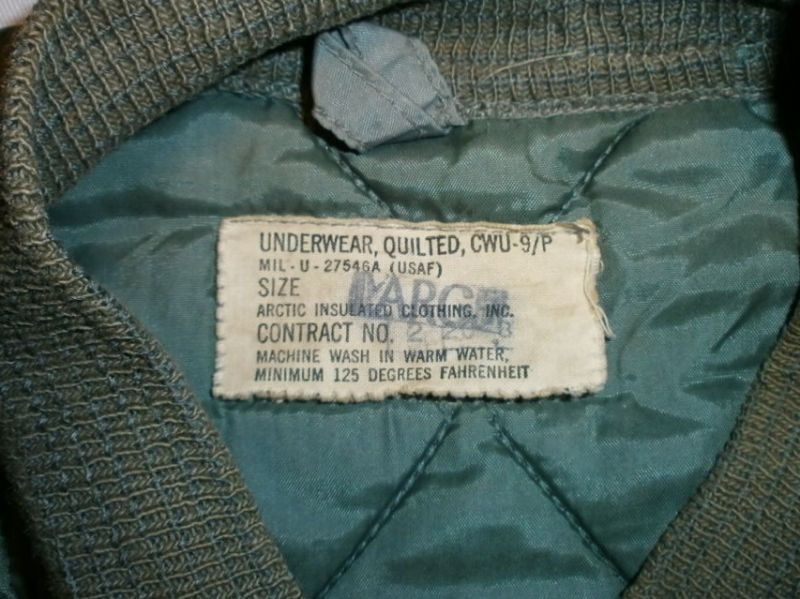 UNDERWEAR, QUILTED, CWU-9/P
MIL-U-27546A (USAF)
SIZE LARGE
ARCTIC INSULATED CLOTHING, INC.
CONTRACT NO.
MACHINE WASH IN WARM WATER,
MINIMUM 125 DEGREES FAHRENHEIT